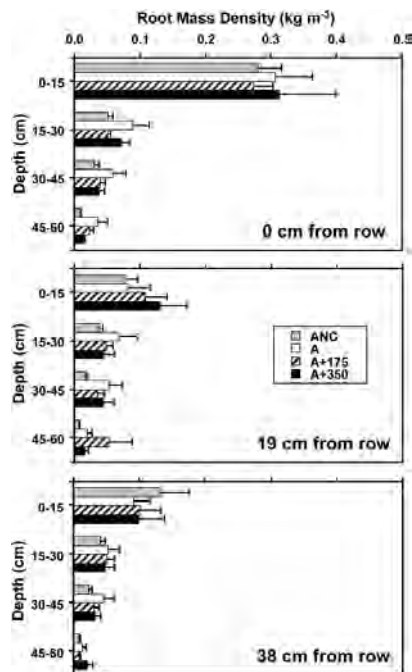 Root Mass Density (kg m-3)
0.0 0.1 0.2 0.3 0.4 0.5
Depth (cm)
0-15
15-30
30-45
45-60
0 cm from row
Depth (cm)
0-15
15-30
30-45
45-60
ANC
A
A+175
A+350
19 cm from row
Depth (cm)
0-15
15-30
30-45
45-60
38 cm from row